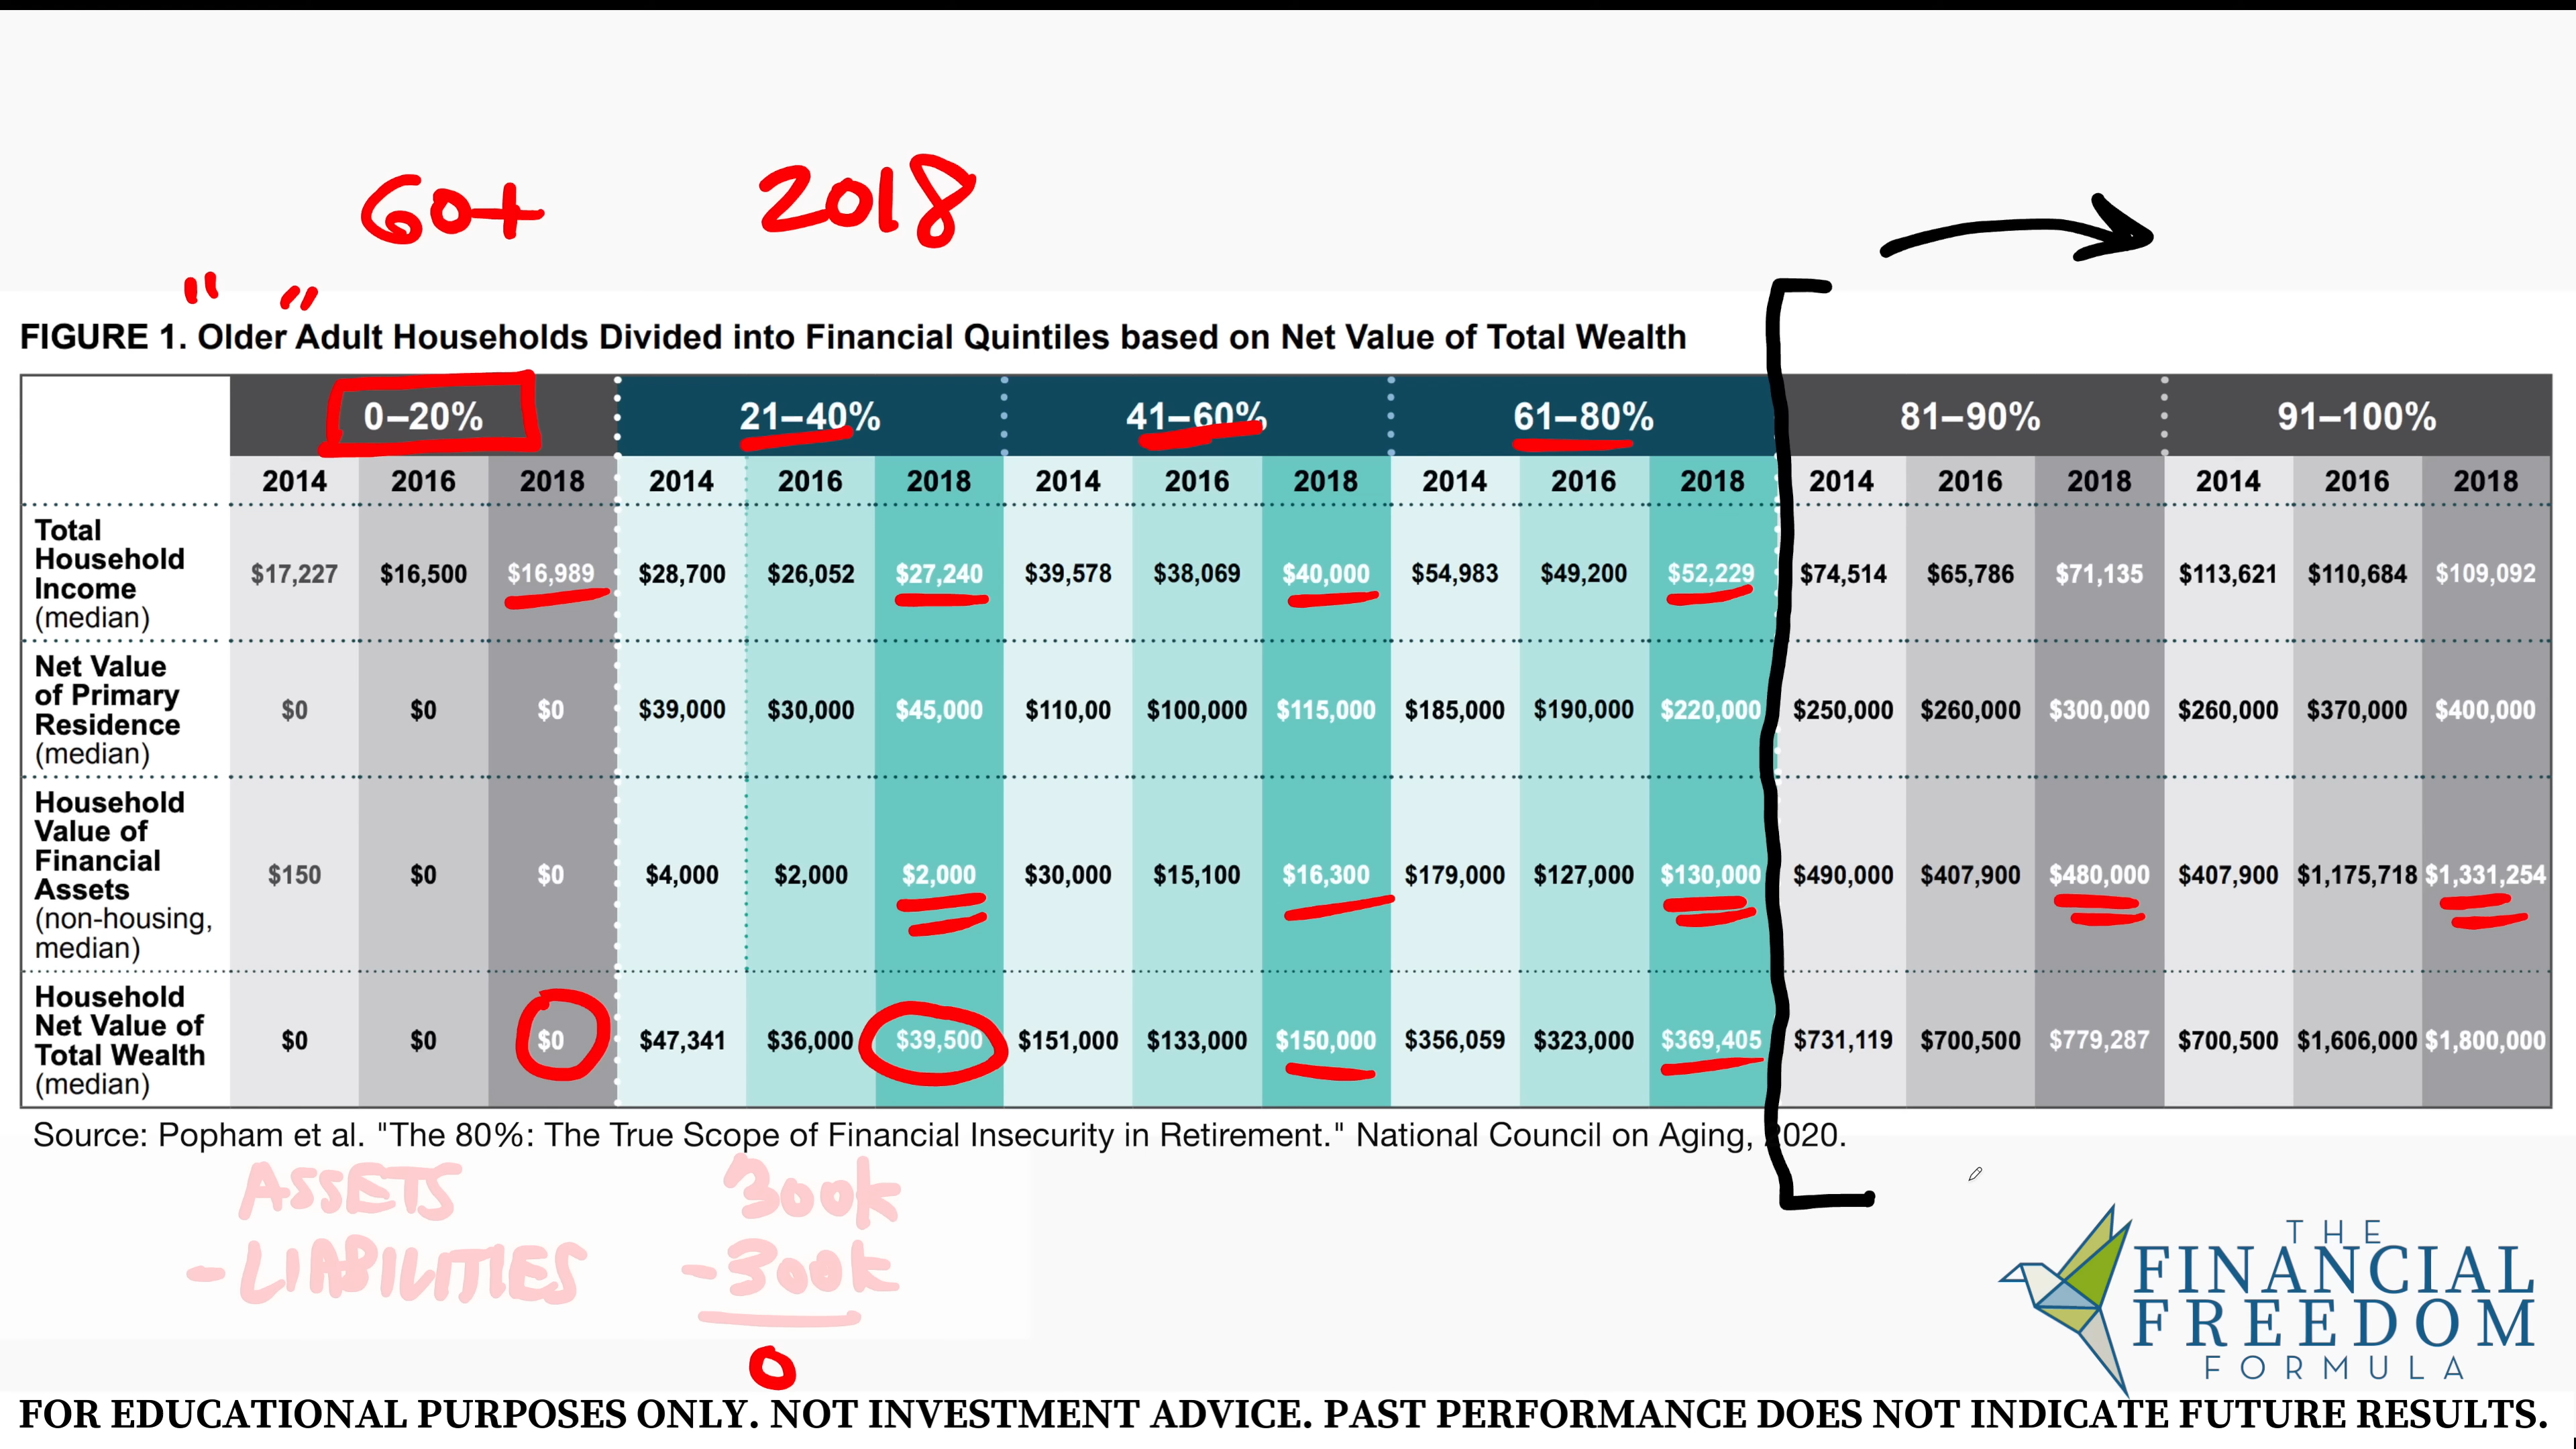 60+ 2018
" "
FIGURE 1. Older Adult Households Divided into Financial Quintiles based on Net Value of Total Wealth
0–20% 21–40% 41–60% 61–80% 81–90% 91–100%
2014 2016 2018 2014 2016 2018 2014 2016 2018 2014 2016 2018 2014 2016 2018 2014 2016 2018
Total
Household
Income
(median)
$17,227 $16,500 $16,989 $28,700 $26,052 $27,240 $39,578 $38,069 $40,000 $54,983 $49,200 $52,229 $74,514 $65,786 $71,135 $113,621 $110,684 $109,092
Net Value
of Primary
Residence
(median)
$0 $0 $0 $39,000 $30,000 $45,000 $110,00 $100,000 $115,000 $185,000 $190,000 $220,000 $250,000 $260,000 $300,000 $260,000 $370,000 $400,000
Household
Value of
Financial
Assets
(non-housing,
median)
$150 $0 $0 $4,000 $2,000 $2,000 $30,000 $15,100 $16,300 $179,000 $127,000 $130,000 $490,000 $407,900 $480,000 $407,900 $1,175,718 $1,331,254
Household
Net Value of
Total Wealth
(median)
$0 $0 $0 $47,341 $36,000 $39,500 $151,000 $133,000 $150,000 $356,059 $323,000 $369,405 $731,119 $700,500 $779,287 $700,500 $1,606,000 $1,800,000
Source: Popham et al. "The 80%: The True Scope of Financial Insecurity in Retirement." National Council on Aging, 2020.
ASSETS 300k
- LIABILITIES - 300k
0
THE
FINANCIAL
FREEDOM
FORMULA
FOR EDUCATIONAL PURPOSES ONLY. NOT INVESTMENT ADVICE. PAST PERFORMANCE DOES NOT INDICATE FUTURE RESULTS.